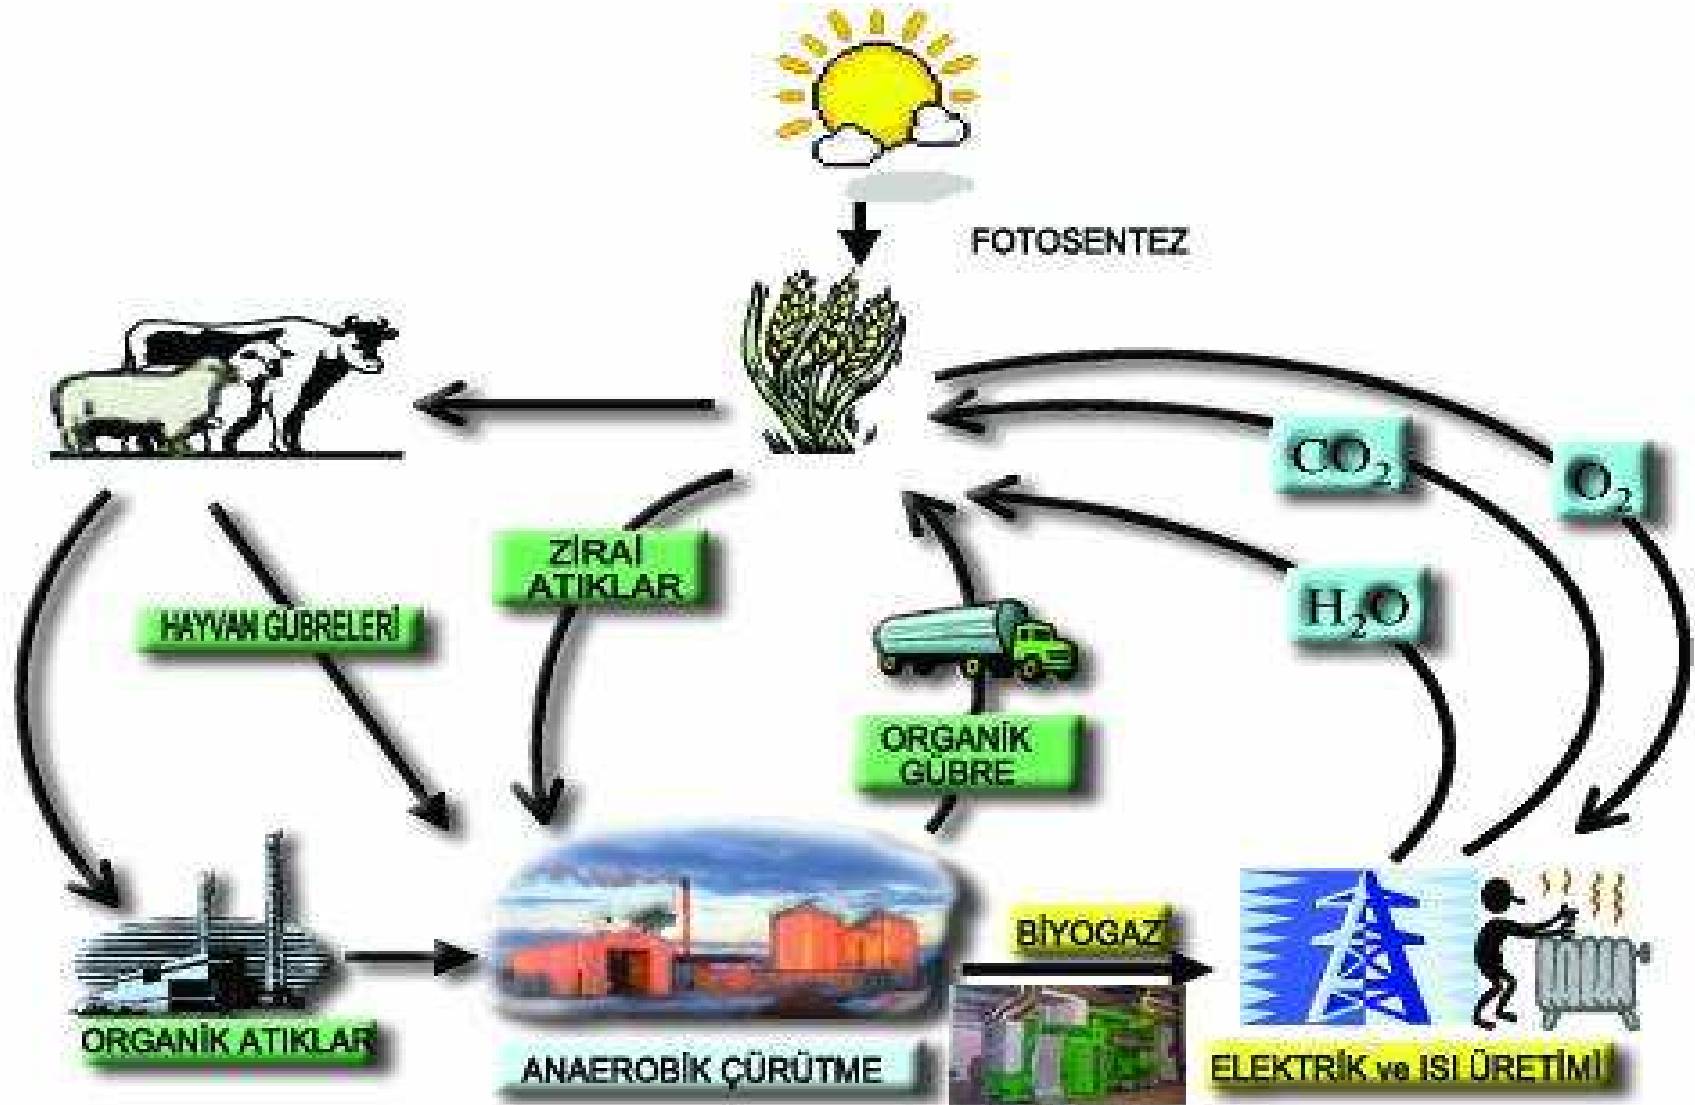 FOTOSENTEZ
CO2
O2
ZİRAİ
ATIKLAR
H2O
HAYVAN GÜBRELERİ
ORGANİK
GÜBRE
BİYOGAZ
ORGANİK ATIKLARİ
ANAEROBİK ÇÜRÜTME
ELEKTRİK ve ISI ÜRETİMİ